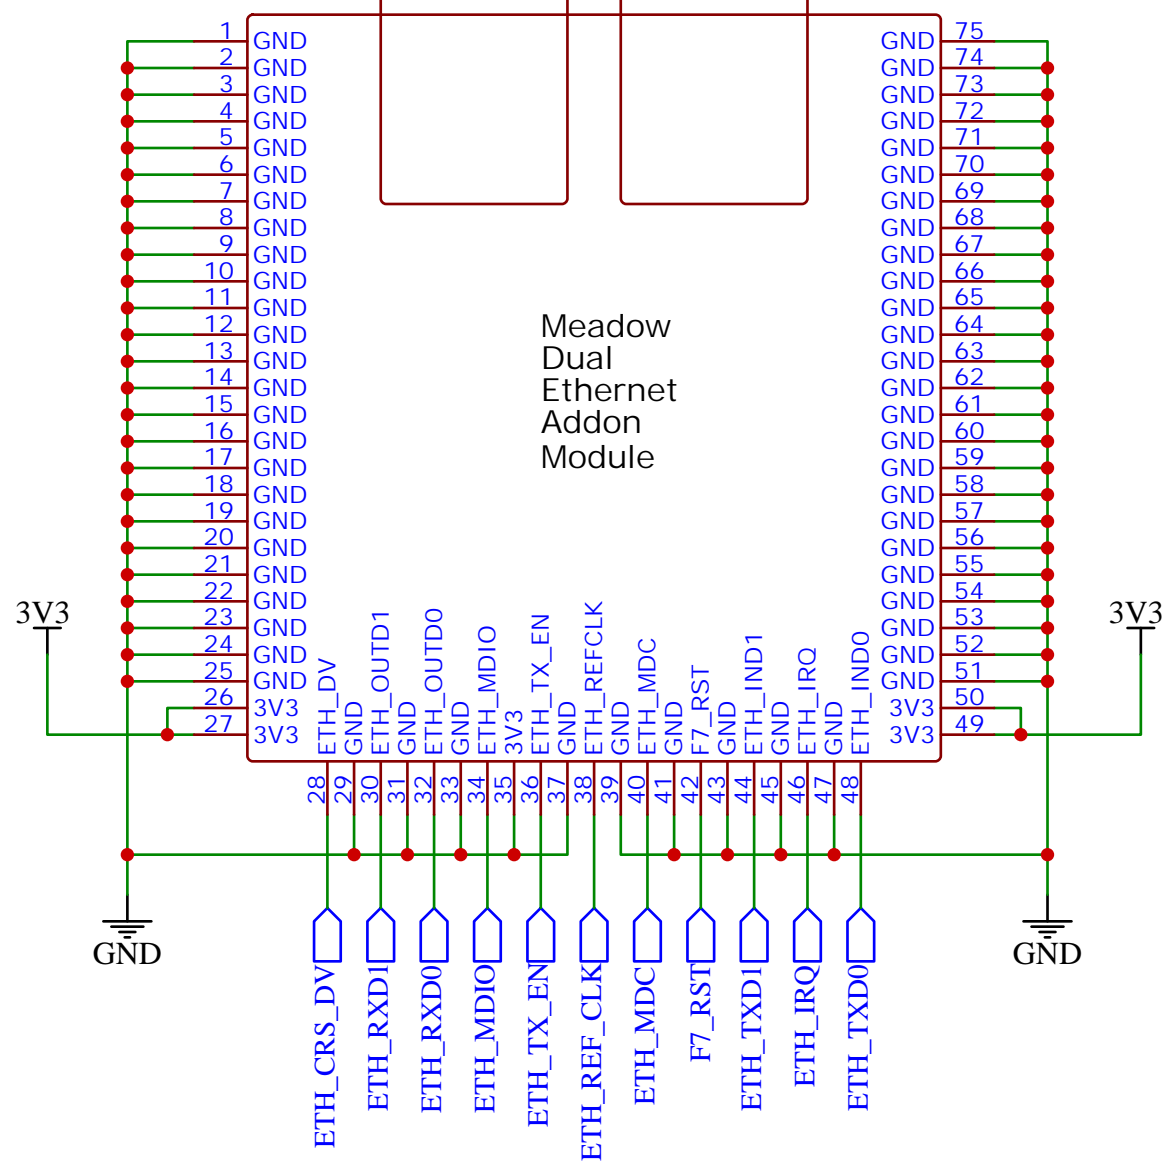 1 GND GND 75
2 GND GND 74
3 GND GND 73
4 GND GND 72
5 GND GND 71
6 GND GND 70
7 GND GND 69
8 GND GND 68
9 GND GND 67
10 GND GND 66
11 GND GND 65
12 GND GND 64
13 GND GND 63
14 GND GND 62
15 GND GND 61
16 GND GND 60
17 GND GND 59
18 GND GND 58
19 GND GND 57
20 GND GND 56
21 GND GND 55
22 GND GND 54
23 GND GND 53
24 GND GND 52
25 GND GND 51
26 3V3 3V3 50
27 3V3 3V3 49
Meadow
Dual
Ethernet
Addon
Module
3V3
3V3
ETH_DV
GND
ETH_OUTD1
GND
ETH_OUTD0
GND
ETH_MDIO
3V3
ETH_TX_EN
GND
ETH_REFCLK
GND
ETH_MDC
GND
F7_RST
GND
ETH_IND1
GND
ETH_IRQ
GND
ETH_IND0
28
29
30
31
32
33
34
35
36
37
38
39
40
41
42
43
44
45
46
47
48
GND
GND
ETH_CRS_DV
ETH_RXD1
ETH_RXD0
ETH_MDIO
ETH_TX_EN
ETH_REF_CLK
ETH_MDC
F7_RST
ETH_TXD1
ETH_IRQ
ETH_TXD0